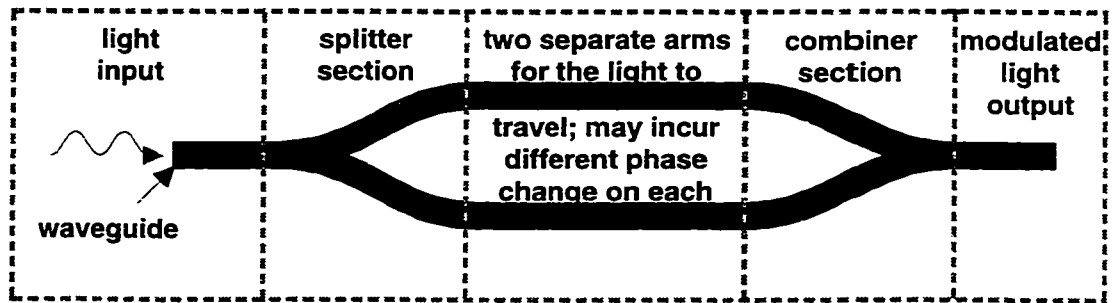 light
input
splitter
section
two separate arms
for the light to
travel; may incur
different phase
change on each
combiner
section
modulated
light
output
waveguide